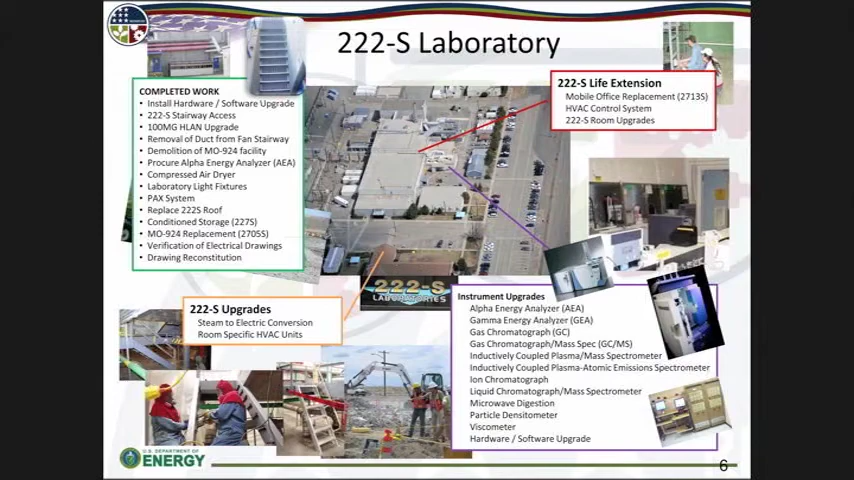 222-S Laboratory
COMPLETED WORK
• Install Hardware / Software Upgrade
• 222-S Stairway Access
• 100MG HLAN Upgrade
• Removal of Duct from Fan Stairway
• Demolition of MO-924 facility
• Procure Alpha Energy Analyzer (AEA)
• Compressed Air Dryer
• Laboratory Light Fixtures
• PAX System
• Replace 222S Roof
• Conditioned Storage (227S)
• MO-924 Replacement (2705S)
• Verification of Electrical Drawings
• Drawing Reconstitution
222-S Life Extension
Mobile Office Replacement (2713S)
HVAC Control System
222-S Room Upgrades
222-S Upgrades
Steam to Electric Conversion
Room Specific HVAC Units
222-S
LABORATORIES
Instrument Upgrades
Alpha Energy Analyzer (AEA)
Gamma Energy Analyzer (GEA)
Gas Chromatograph (GC)
Gas Chromatograph/Mass Spec (GC/MS)
Inductively Coupled Plasma/Mass Spectrometer
Inductively Coupled Plasma-Atomic Emissions Spectrometer
Ion Chromatograph
Liquid Chromatograph/Mass Spectrometer
Microwave Digestion
Particle Densitometer
Viscometer
Hardware / Software Upgrade
U.S. DEPARTMENT OF
ENERGY
6